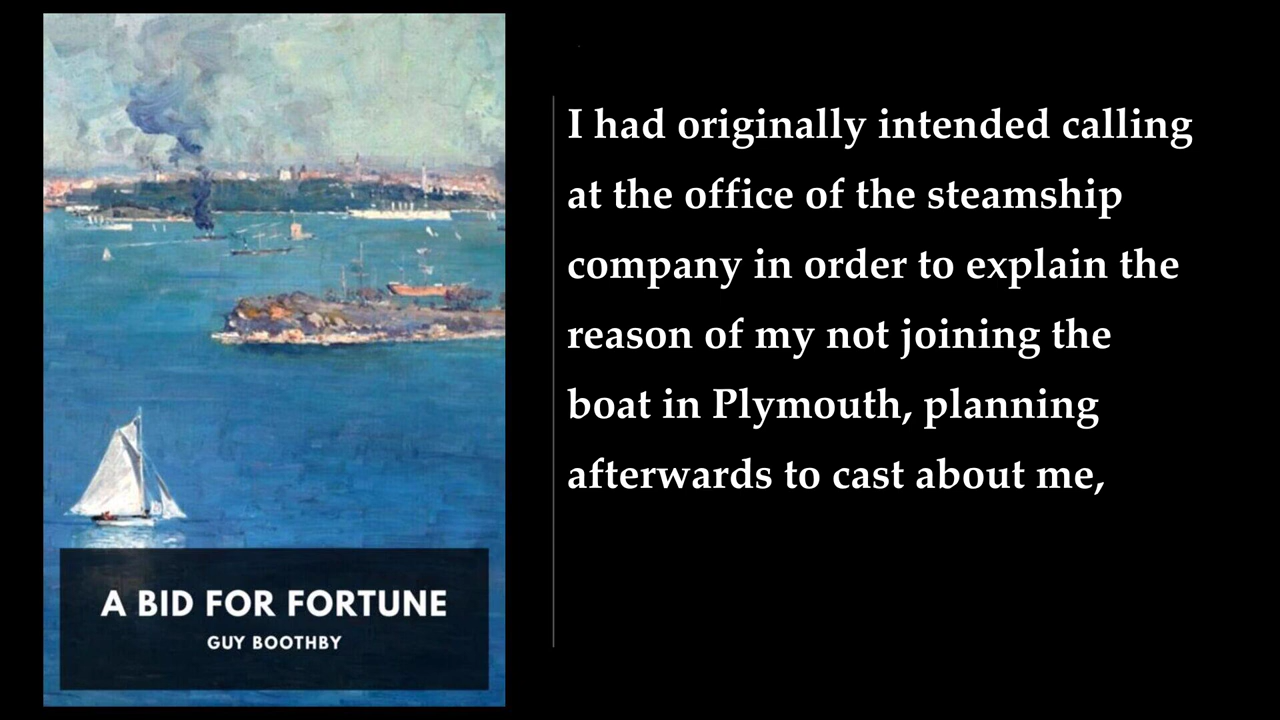 A BID FOR FORTUNE
GUY BOOTHBY
I had originally intended calling
at the office of the steamship
company in order to explain the
reason of my not joining the
boat in Plymouth, planning
afterwards to cast about me,